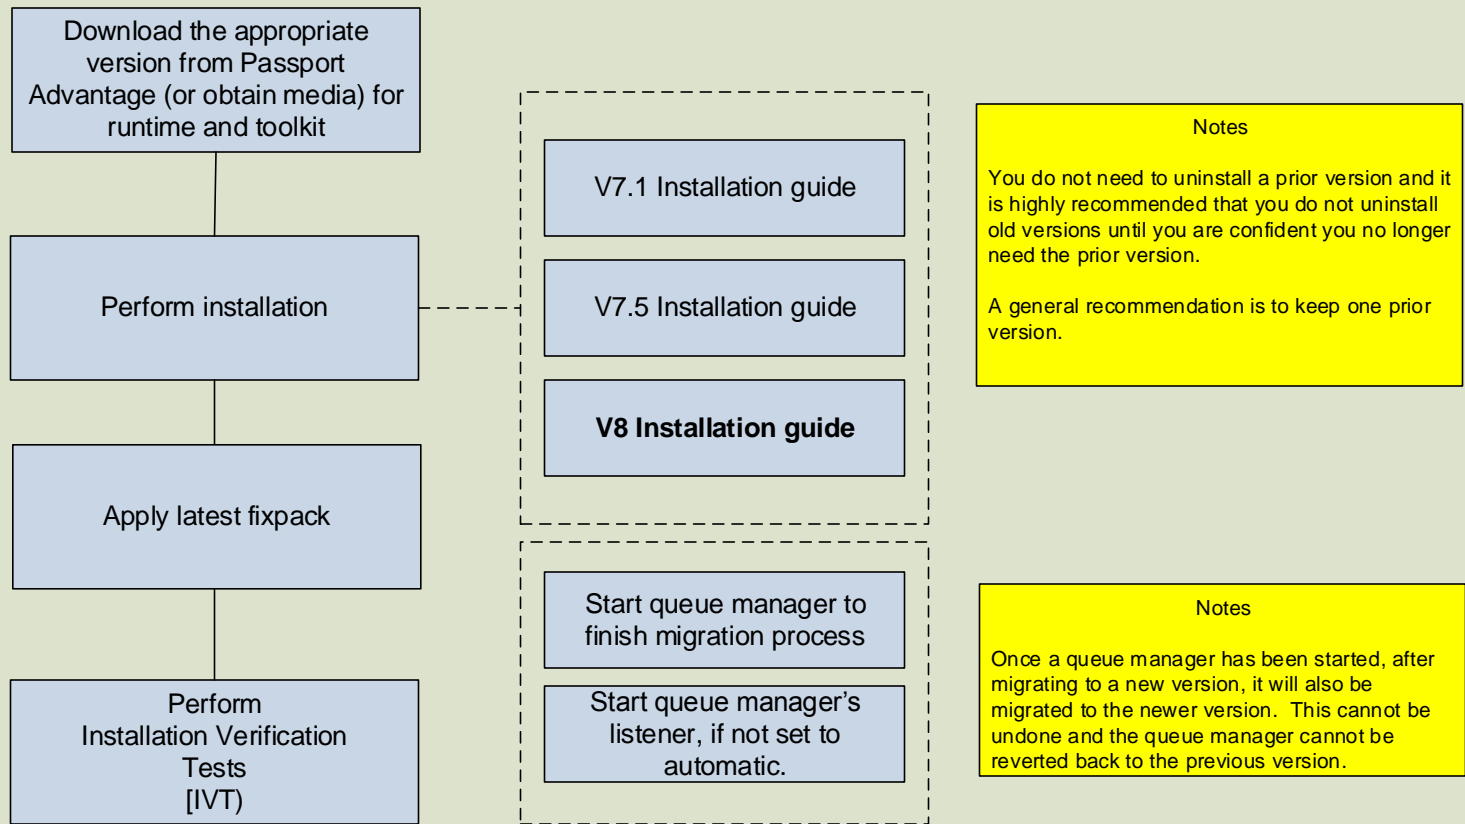 Download the appropriate
version from Passport
Advantage (or obtain media) for
runtime and toolkit
Perform installation
Apply latest fixpack
Perform
Installation Verification
Tests
[IVT)
V7.1 Installation guide
V7.5 Installation guide
V8 Installation guide
Start queue manager to
finish migration process
Start queue manager’s
listener, if not set to
automatic.
Notes
You do not need to uninstall a prior version and it
is highly recommended that you do not uninstall
old versions until you are confident you no longer
need the prior version.
A general recommendation is to keep one prior
version.
Notes
Once a queue manager has been started, after
migrating to a new version, it will also be
migrated to the newer version.  This cannot be
undone and the queue manager cannot be
reverted back to the previous version.